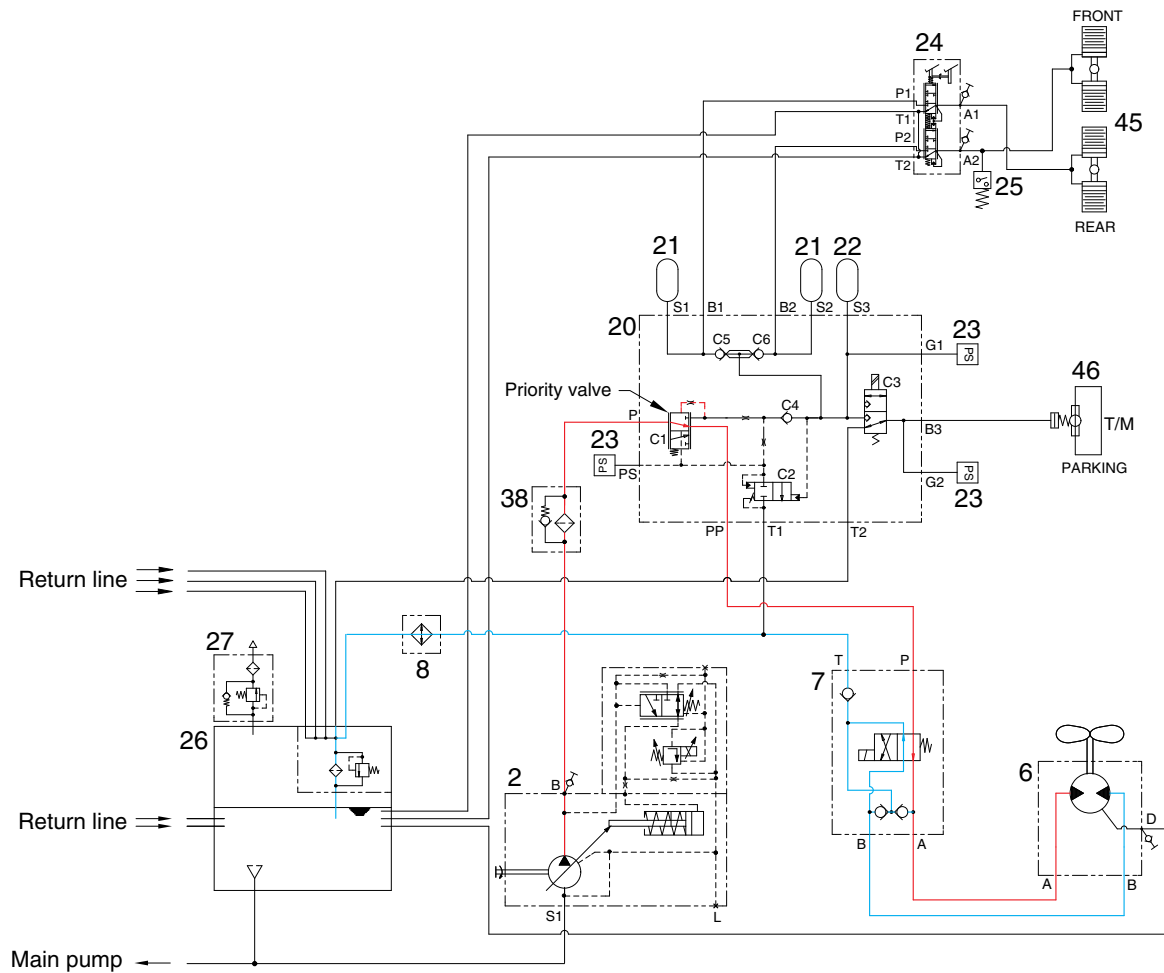 FRONT
24
P1
T1
A1
P2
T2
A2
45
25
REAR
21
21
22
S1
B1
B2
S2
S3
20
C5
C6
23
G1
PS
46
Priority valve
C3
P
C4
C1
B3
T/M
23
PS
PS
C2
G2
PS
23
PARKING
38
PP
T1
T2
Return line
27
8
T
P
7
26
2
B
6
Return line
D
B
A
A
B
S1
L
Main pump